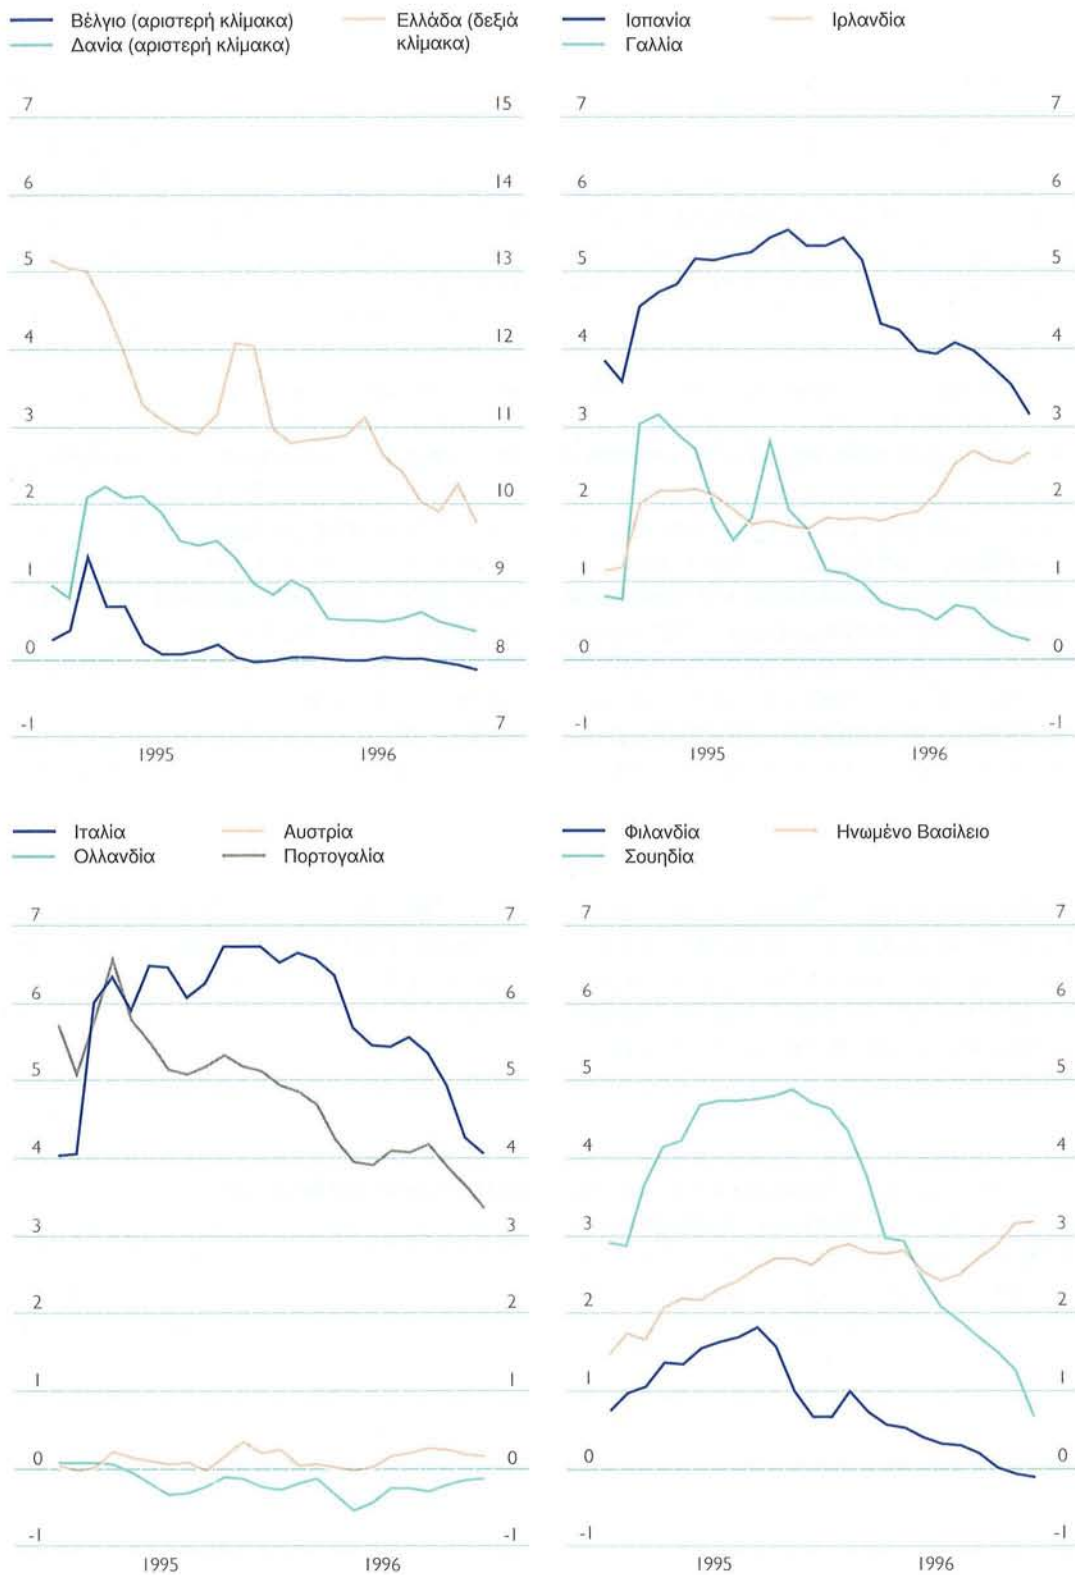 Βέλγιο (αριστερή κλίμακα)
Δανία (αριστερή κλίμακα)
Ελλάδα (δεξιά
κλίμακα)
7 15
6 14
5 13
4 12
3 11
2 10
1 9
0 8
-1 7
1995 1996
Ισπανία
Γαλλία
Ιρλανδία
7 7
6 6
5 5
4 4
3 3
2 2
1 1
0 0
-1 -1
1995 1996
Ιταλία
Ολλανδία
Αυστρία
Πορτογαλία
7 7
6 6
5 5
4 4
3 3
2 2
1 1
0 0
-1 -1
1995 1996
Φιλανδία
Σουηδία
Ηνωμένο Βασίλειο
7 7
6 6
5 5
4 4
3 3
2 2
1 1
0 0
-1 -1
1995 1996